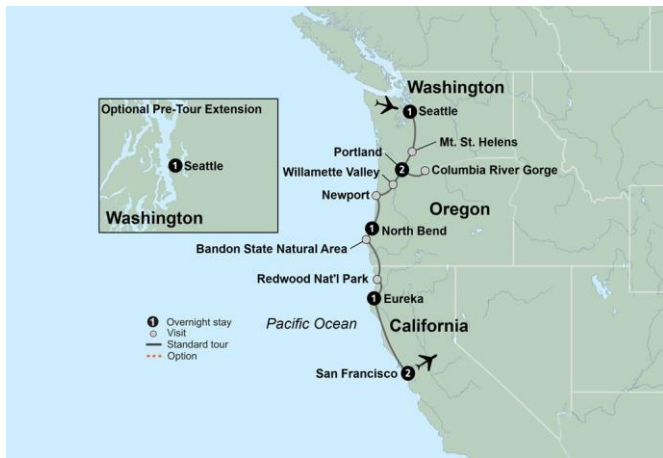 Optional Pre-Tour Extension
1 Seattle
Washington
Washington
1 Seattle
Mt. St. Helens
Portland
2
Columbia River Gorge
Willamette Valley
Newport
Oregon
1 North Bend
Bandon State Natural Area
Redwood Nat'l Park
1 Eureka
Pacific Ocean
California
1 Overnight stay
Visit
Standard tour
Option
San Francisco 2